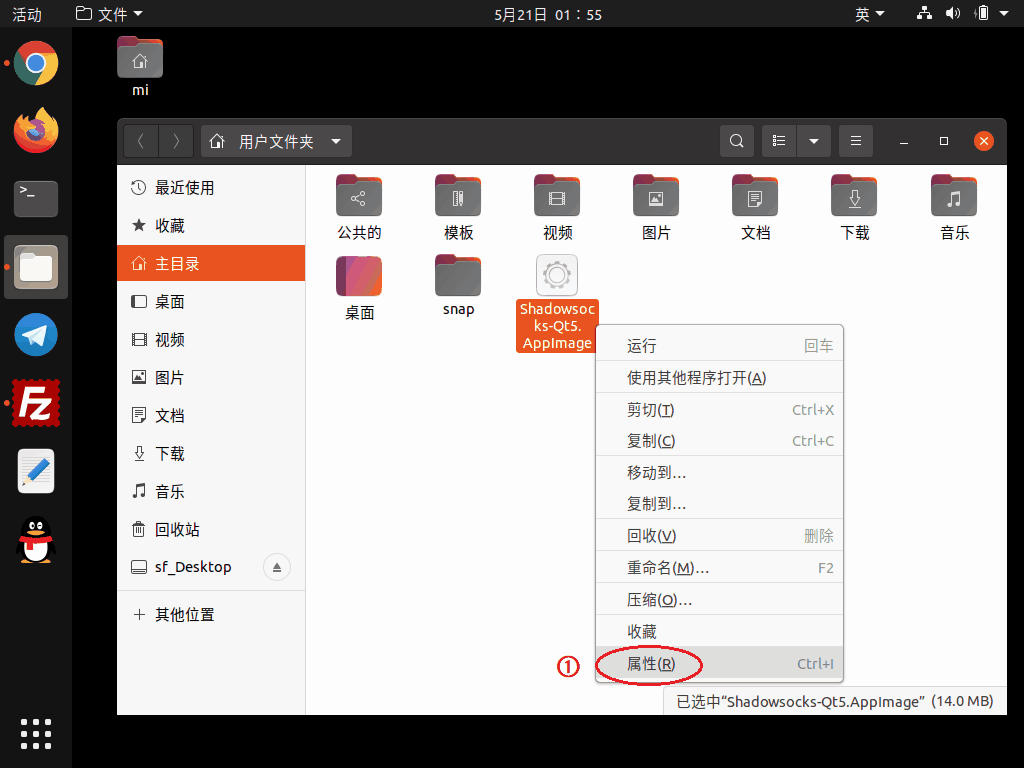 活动
文件
5月21日 01：55
英
mi
用户文件夹
最近使用
收藏
主目录
桌面
视频
图片
文档
下载
音乐
回收站
sf_Desktop
其他位置
公共的
模板
视频
图片
文档
下载
音乐
桌面
snap
Shadowsoc
ks-Qt5.
AppImage
运行 回车
使用其他程序打开(A)
剪切(T) Ctrl+X
复制(C) Ctrl+C
移动到…
复制到…
回收(V) 删除
重命名(M)… F2
压缩(O)…
收藏
① 属性(R) Ctrl+I
已选中“Shadowsocks-Qt5.AppImage” (14.0 MB)
>_
FZ